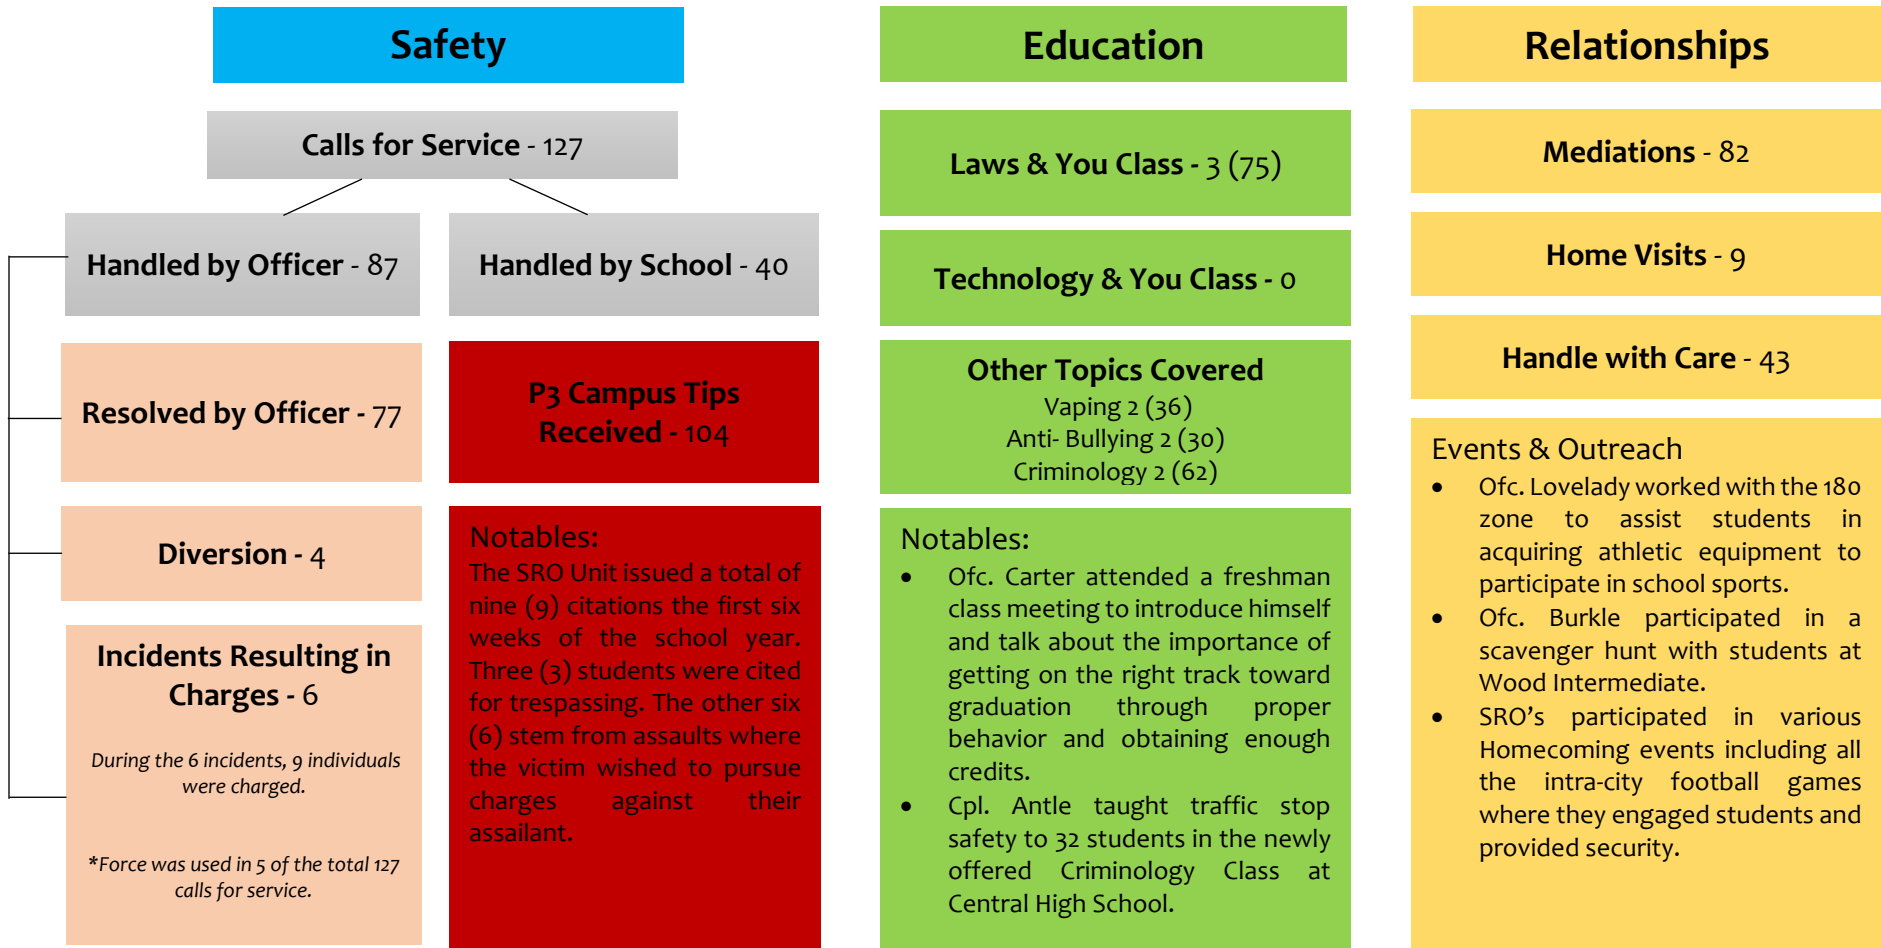 Safety
Calls for Service - 127
Handled by Officer - 87
Handled by School - 40
Resolved by Officer - 77
P3 Campus Tips
Received - 104
Diversion - 4
Incidents Resulting in
Charges - 6
During the 6 incidents, 9 individuals
were charged.
*Force was used in 5 of the total 127
calls for service.
Notables:
The SRO Unit issued a total of
nine (9) citations the first six
weeks of the school year.
Three (3) students were cited
for trespassing. The other six
(6) stem from assaults where
the victim wished to pursue
charges against their
assailant.
Education
Laws & You Class - 3 (75)
Technology & You Class - 0
Other Topics Covered
Vaping 2 (36)
Anti- Bullying 2 (30)
Criminology 2 (62)
Notables:
• Ofc. Carter attended a freshman
class meeting to introduce himself
and talk about the importance of
getting on the right track toward
graduation through proper
behavior and obtaining enough
credits.
• Cpl. Antle taught traffic stop
safety to 32 students in the newly
offered Criminology Class at
Central High School.
Relationships
Mediations - 82
Home Visits - 9
Handle with Care - 43
Events & Outreach
• Ofc. Lovelady worked with the 180
zone to assist students in
acquiring athletic equipment to
participate in school sports.
• Ofc. Burkle participated in a
scavenger hunt with students at
Wood Intermediate.
• SRO’s participated in various
Homecoming events including all
the intra-city football games
where they engaged students and
provided security.